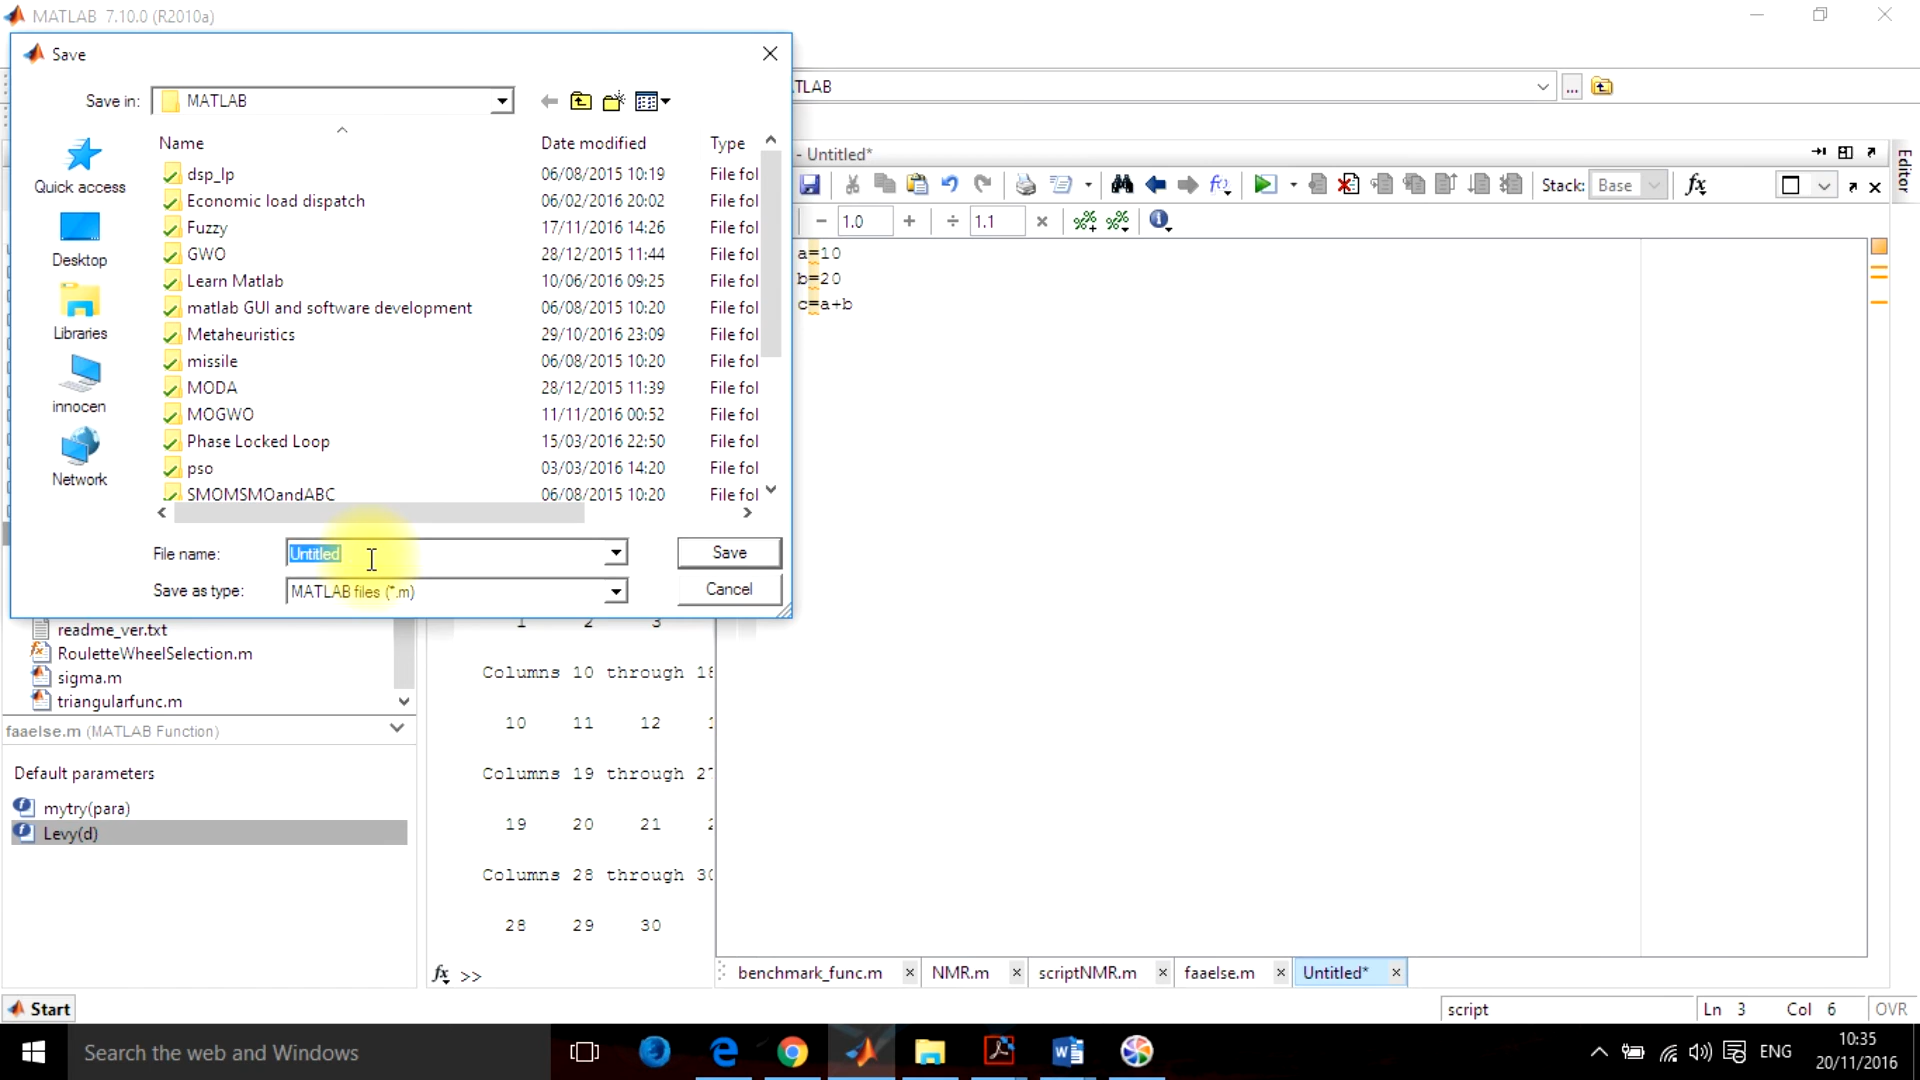 MATLAB 7.10.0 (R2010a)
Save
Save in:
MATLAB
TLAB
...
Name
Date modified
Type
- Untitled*
Editor
Quick access
Desktop
Libraries
innocen
Network
dsp_lp 06/08/2015 10:19 File fol
Economic load dispatch 06/02/2016 20:02 File fol
Fuzzy 17/11/2016 14:26 File fol
GWO 28/12/2015 11:44 File fol
Learn Matlab 10/06/2016 09:25 File fol
matlab GUI and software development 06/08/2015 10:20 File fol
Metaheuristics 29/10/2016 23:09 File fol
missile 06/08/2015 10:20 File fol
MODA 28/12/2015 11:39 File fol
MOGWO 11/11/2016 00:52 File fol
Phase Locked Loop 15/03/2016 22:50 File fol
pso 03/03/2016 14:20 File fol
SMOMSMOandABC 06/08/2015 10:20 File fol
File name: Untitled
Save
Save as type: MATLAB files (*.m)
Cancel
Stack: Base
fx
− 1.0 + ÷ 1.1 ×
a=10
b=20
c=a+b
readme_ver.txt
RouletteWheelSelection.m
sigma.m
triangularfunc.m
faaelse.m (MATLAB Function)
Default parameters
mytry(para)
Levy(d)
1 2 3
Columns 10 through 18
10 11 12
Columns 19 through 27
19 20 21 2
Columns 28 through 30
28 29 30
fx >>
benchmark_func.m
NMR.m
scriptNMR.m
faaelse.m
Untitled*
Start
script
Ln 3 Col 6 OVR
Search the web and Windows
ENG
10:35
20/11/2016